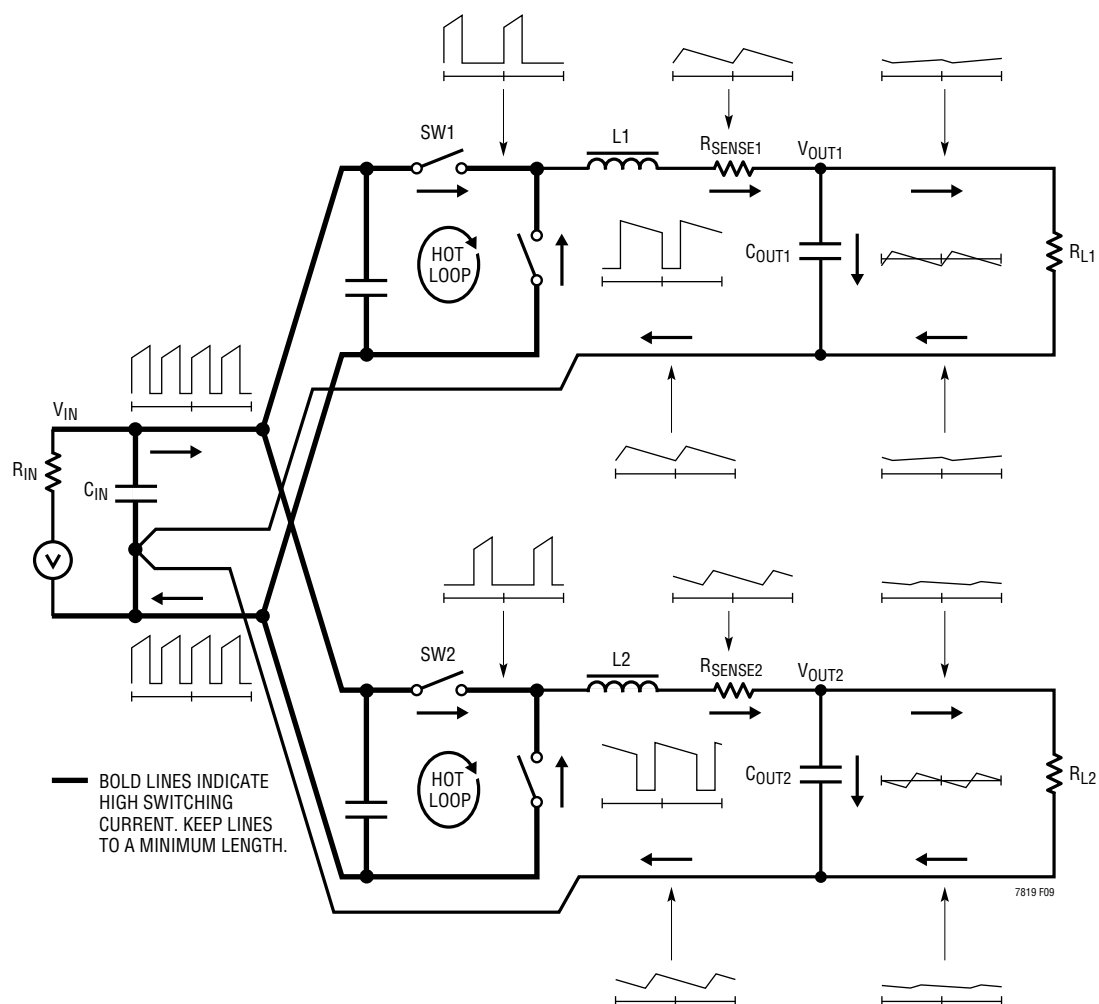 SW1
L1
RSENSE1
VOUT1
HOT
LOOP
COUT1
RL1
VIN
RIN
CIN
V
SW2
L2
RSENSE2
VOUT2
HOT
LOOP
COUT2
RL2
BOLD LINES INDICATE
HIGH SWITCHING
CURRENT. KEEP LINES
TO A MINIMUM LENGTH.
7819 F09